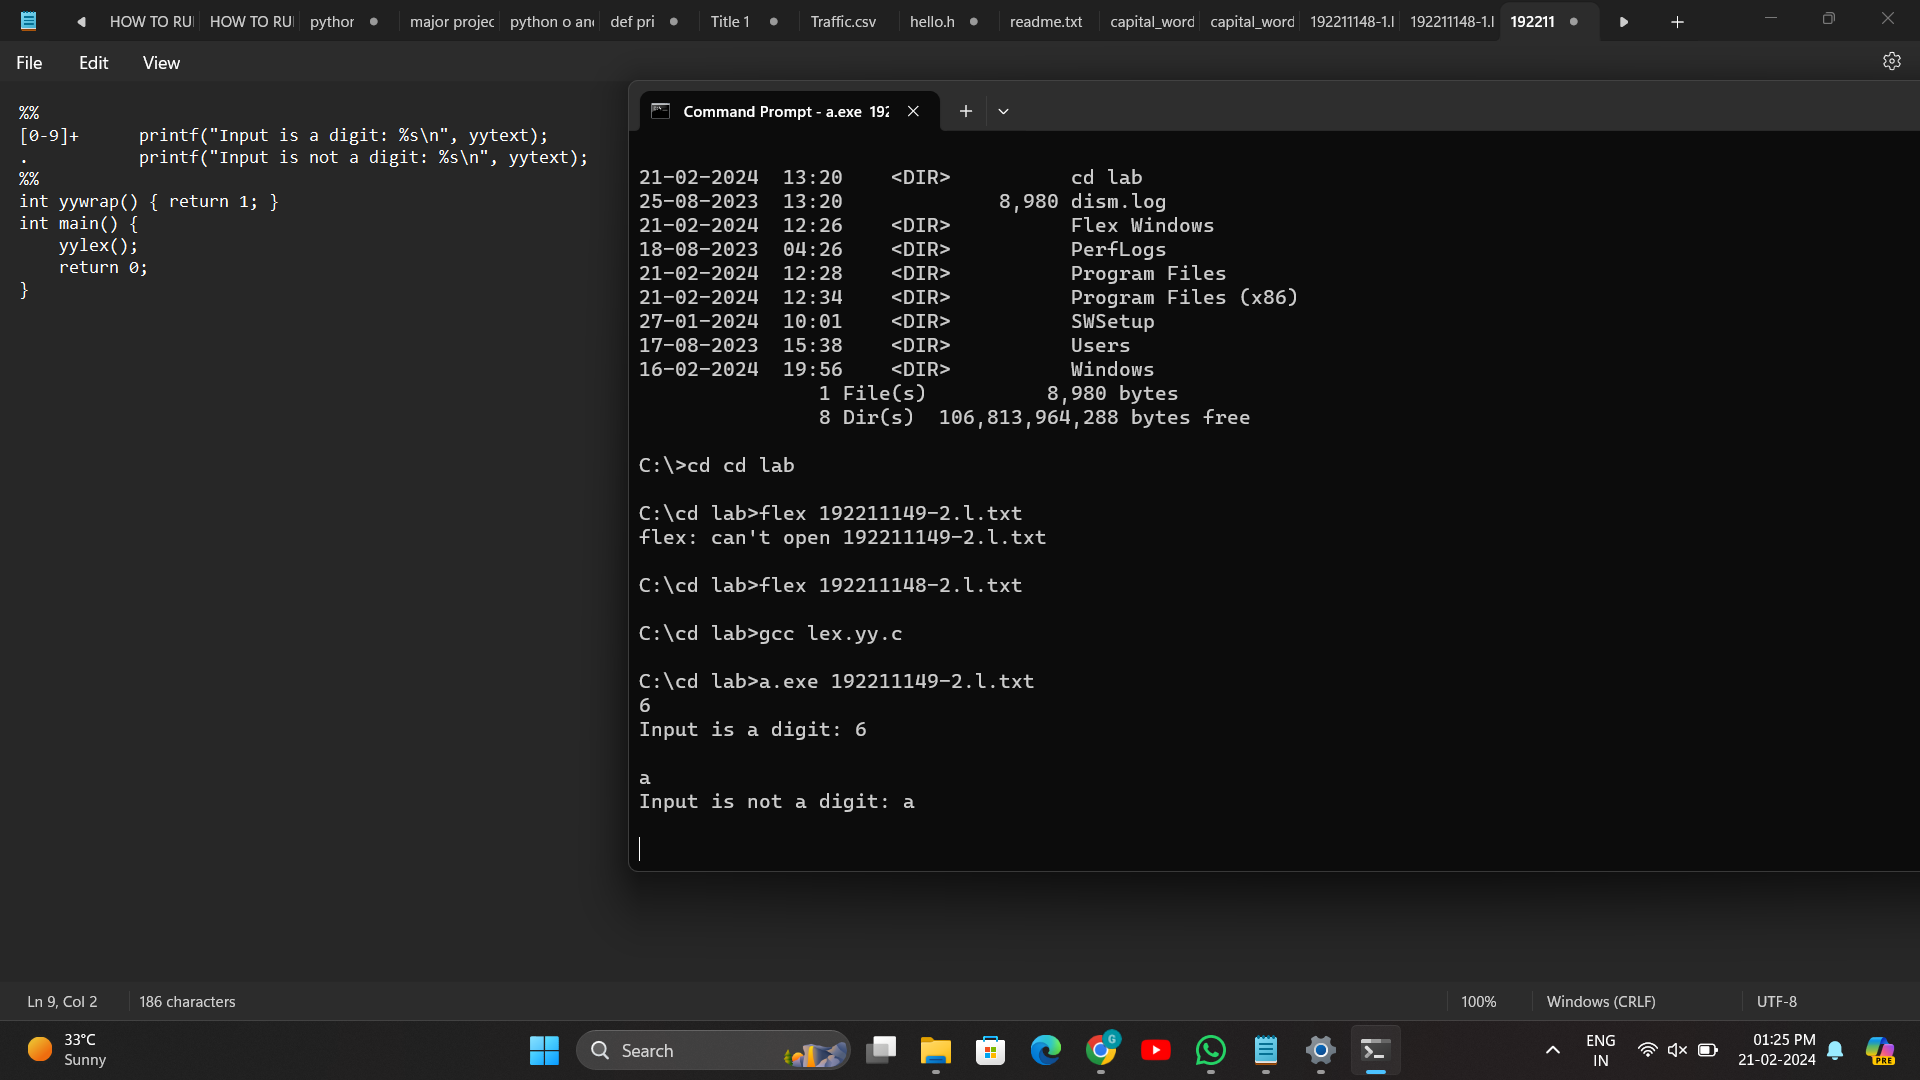 HOW TO RU
HOW TO RU
python
major projec
python o an
def pri
Title 1
Traffic.csv
hello.h
readme.txt
capital_word
capital_word
192211148-1.l
192211148-1.l
192211
File
Edit
View
%%
[0-9]+      printf("Input is a digit: %s\n", yytext);
.           printf("Input is not a digit: %s\n", yytext);
%%
int yywrap() { return 1; }
int main() {
    yylex();
    return 0;
}
Command Prompt - a.exe 192
21-02-2024  13:20    <DIR>          cd lab
25-08-2023  13:20             8,980 dism.log
21-02-2024  12:26    <DIR>          Flex Windows
18-08-2023  04:26    <DIR>          PerfLogs
21-02-2024  12:28    <DIR>          Program Files
21-02-2024  12:34    <DIR>          Program Files (x86)
27-01-2024  10:01    <DIR>          SWSetup
17-08-2023  15:38    <DIR>          Users
16-02-2024  19:56    <DIR>          Windows
               1 File(s)          8,980 bytes
               8 Dir(s)  106,813,964,288 bytes free
C:\>cd cd lab
C:\cd lab>flex 192211149-2.l.txt
flex: can't open 192211149-2.l.txt
C:\cd lab>flex 192211148-2.l.txt
C:\cd lab>gcc lex.yy.c
C:\cd lab>a.exe 192211149-2.l.txt
6
Input is a digit: 6
a
Input is not a digit: a
Ln 9, Col 2
186 characters
100%
Windows (CRLF)
UTF-8
33°C
Sunny
Search
G
ENG
IN
01:25 PM
21-02-2024
PRE